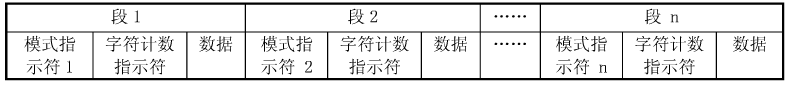 段1 段2 …… 段 n
模式指 字符计数 数据 模式指 字符计数 数据 …… 模式指 字符计数 数据
示符1 指示符 示符 2 指示符 示符 n 指示符